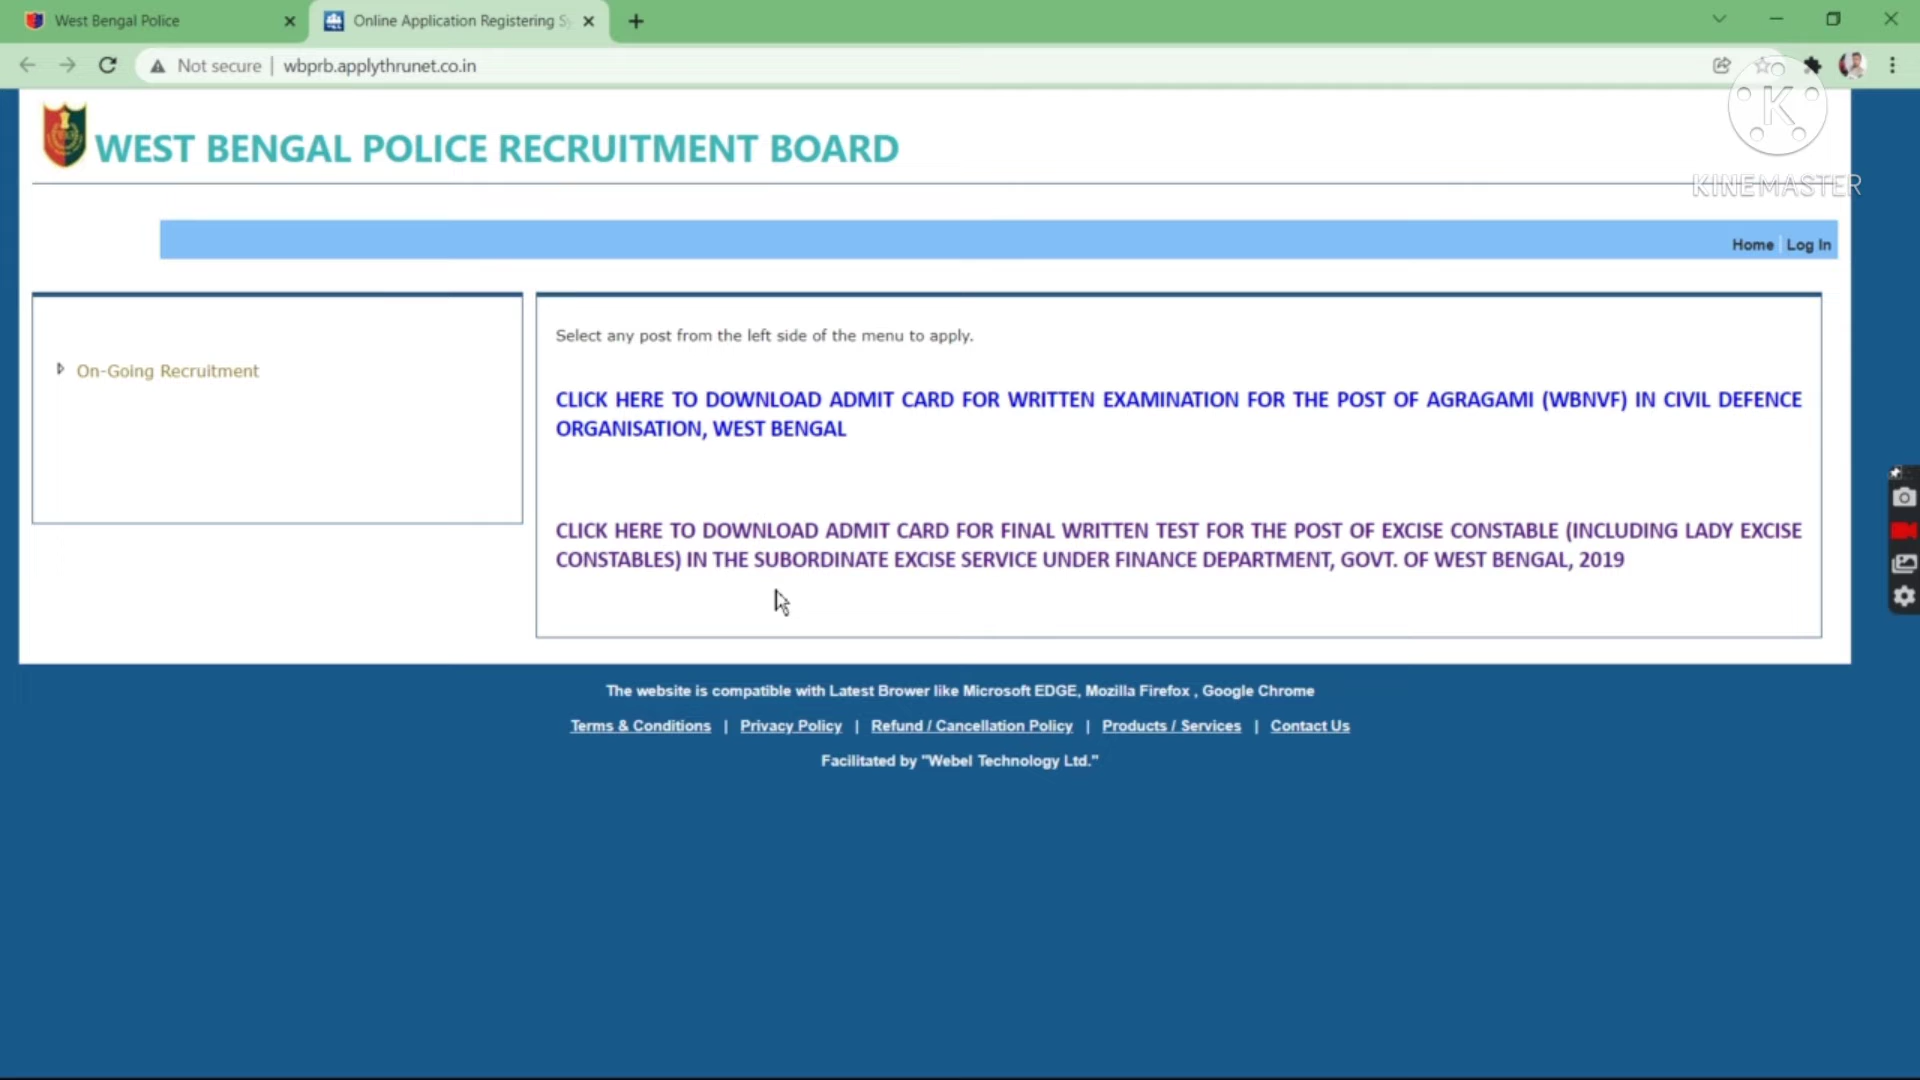 West Bengal Police
Online Application Registering S
Not secure | wbprb.applythrunet.co.in
K
KINEMASTER
WEST BENGAL POLICE RECRUITMENT BOARD
Home | Log In
On-Going Recruitment
Select any post from the left side of the menu to apply.
CLICK HERE TO DOWNLOAD ADMIT CARD FOR WRITTEN EXAMINATION FOR THE POST OF AGRAGAMI (WBNVF) IN CIVIL DEFENCE
ORGANISATION, WEST BENGAL
CLICK HERE TO DOWNLOAD ADMIT CARD FOR FINAL WRITTEN TEST FOR THE POST OF EXCISE CONSTABLE (INCLUDING LADY EXCISE
CONSTABLES) IN THE SUBORDINATE EXCISE SERVICE UNDER FINANCE DEPARTMENT, GOVT. OF WEST BENGAL, 2019
The website is compatible with Latest Brower like Microsoft EDGE, Mozilla Firefox , Google Chrome
Terms & Conditions | Privacy Policy | Refund / Cancellation Policy | Products / Services | Contact Us
Facilitated by "Webel Technology Ltd."